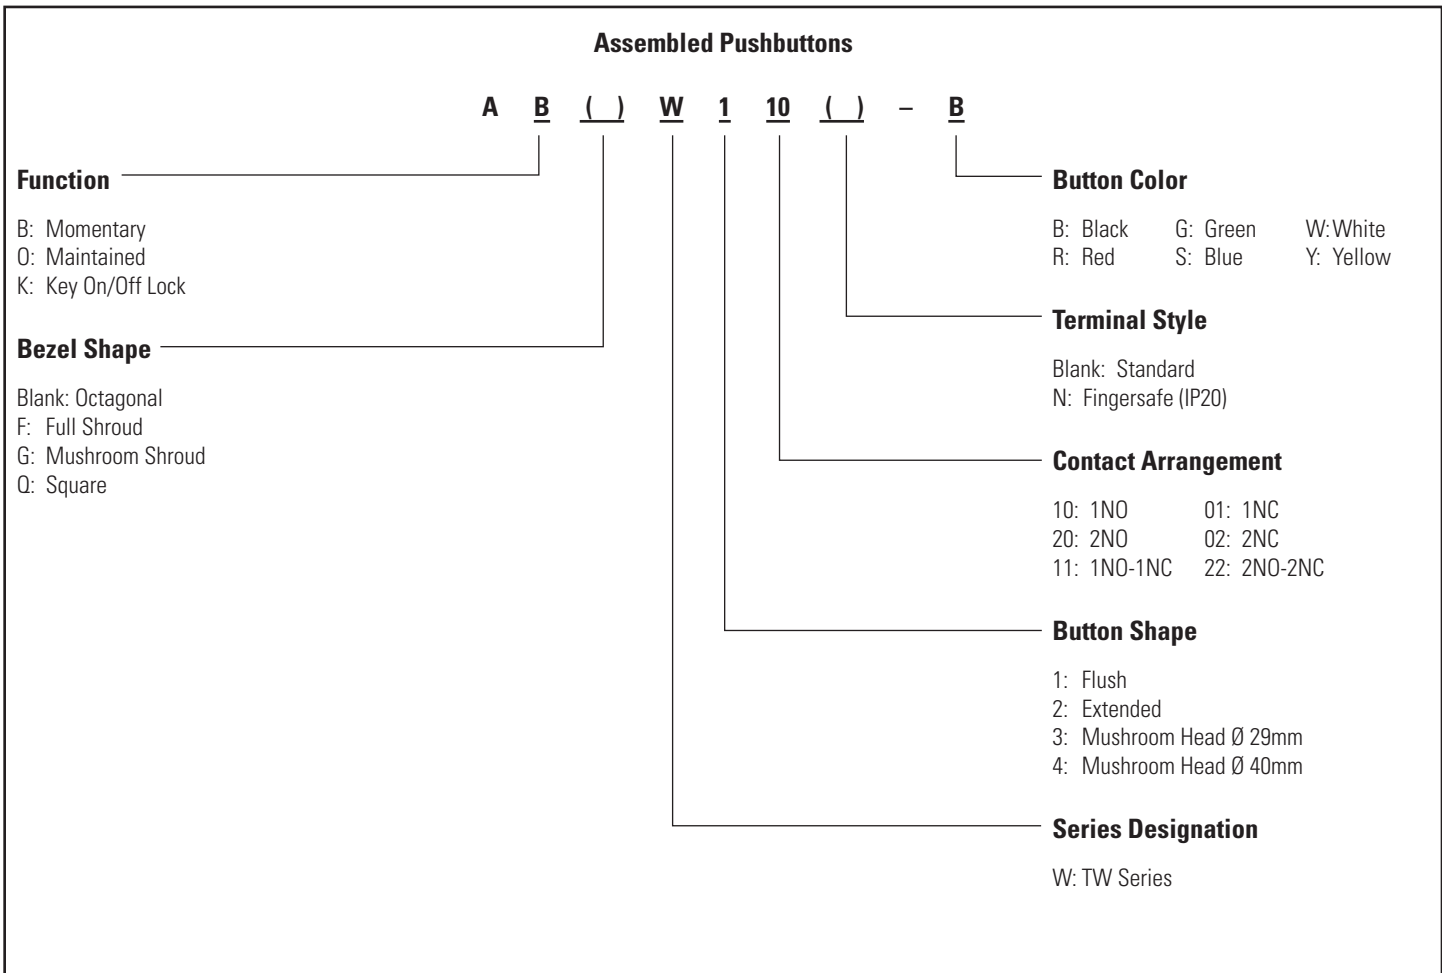 Assembled Pushbuttons
A B ( ) W 1 10 ( ) – B
Function
B: Momentary
O: Maintained
K: Key On/Off Lock
Bezel Shape
Blank: Octagonal
F: Full Shroud
G: Mushroom Shroud
Q: Square
Button Color
B: Black G: Green W: White
R: Red S: Blue Y: Yellow
Terminal Style
Blank: Standard
N: Fingersafe (IP20)
Contact Arrangement
10: 1NO 01: 1NC
20: 2NO 02: 2NC
11: 1NO-1NC 22: 2NO-2NC
Button Shape
1: Flush
2: Extended
3: Mushroom Head Ø 29mm
4: Mushroom Head Ø 40mm
Series Designation
W: TW Series